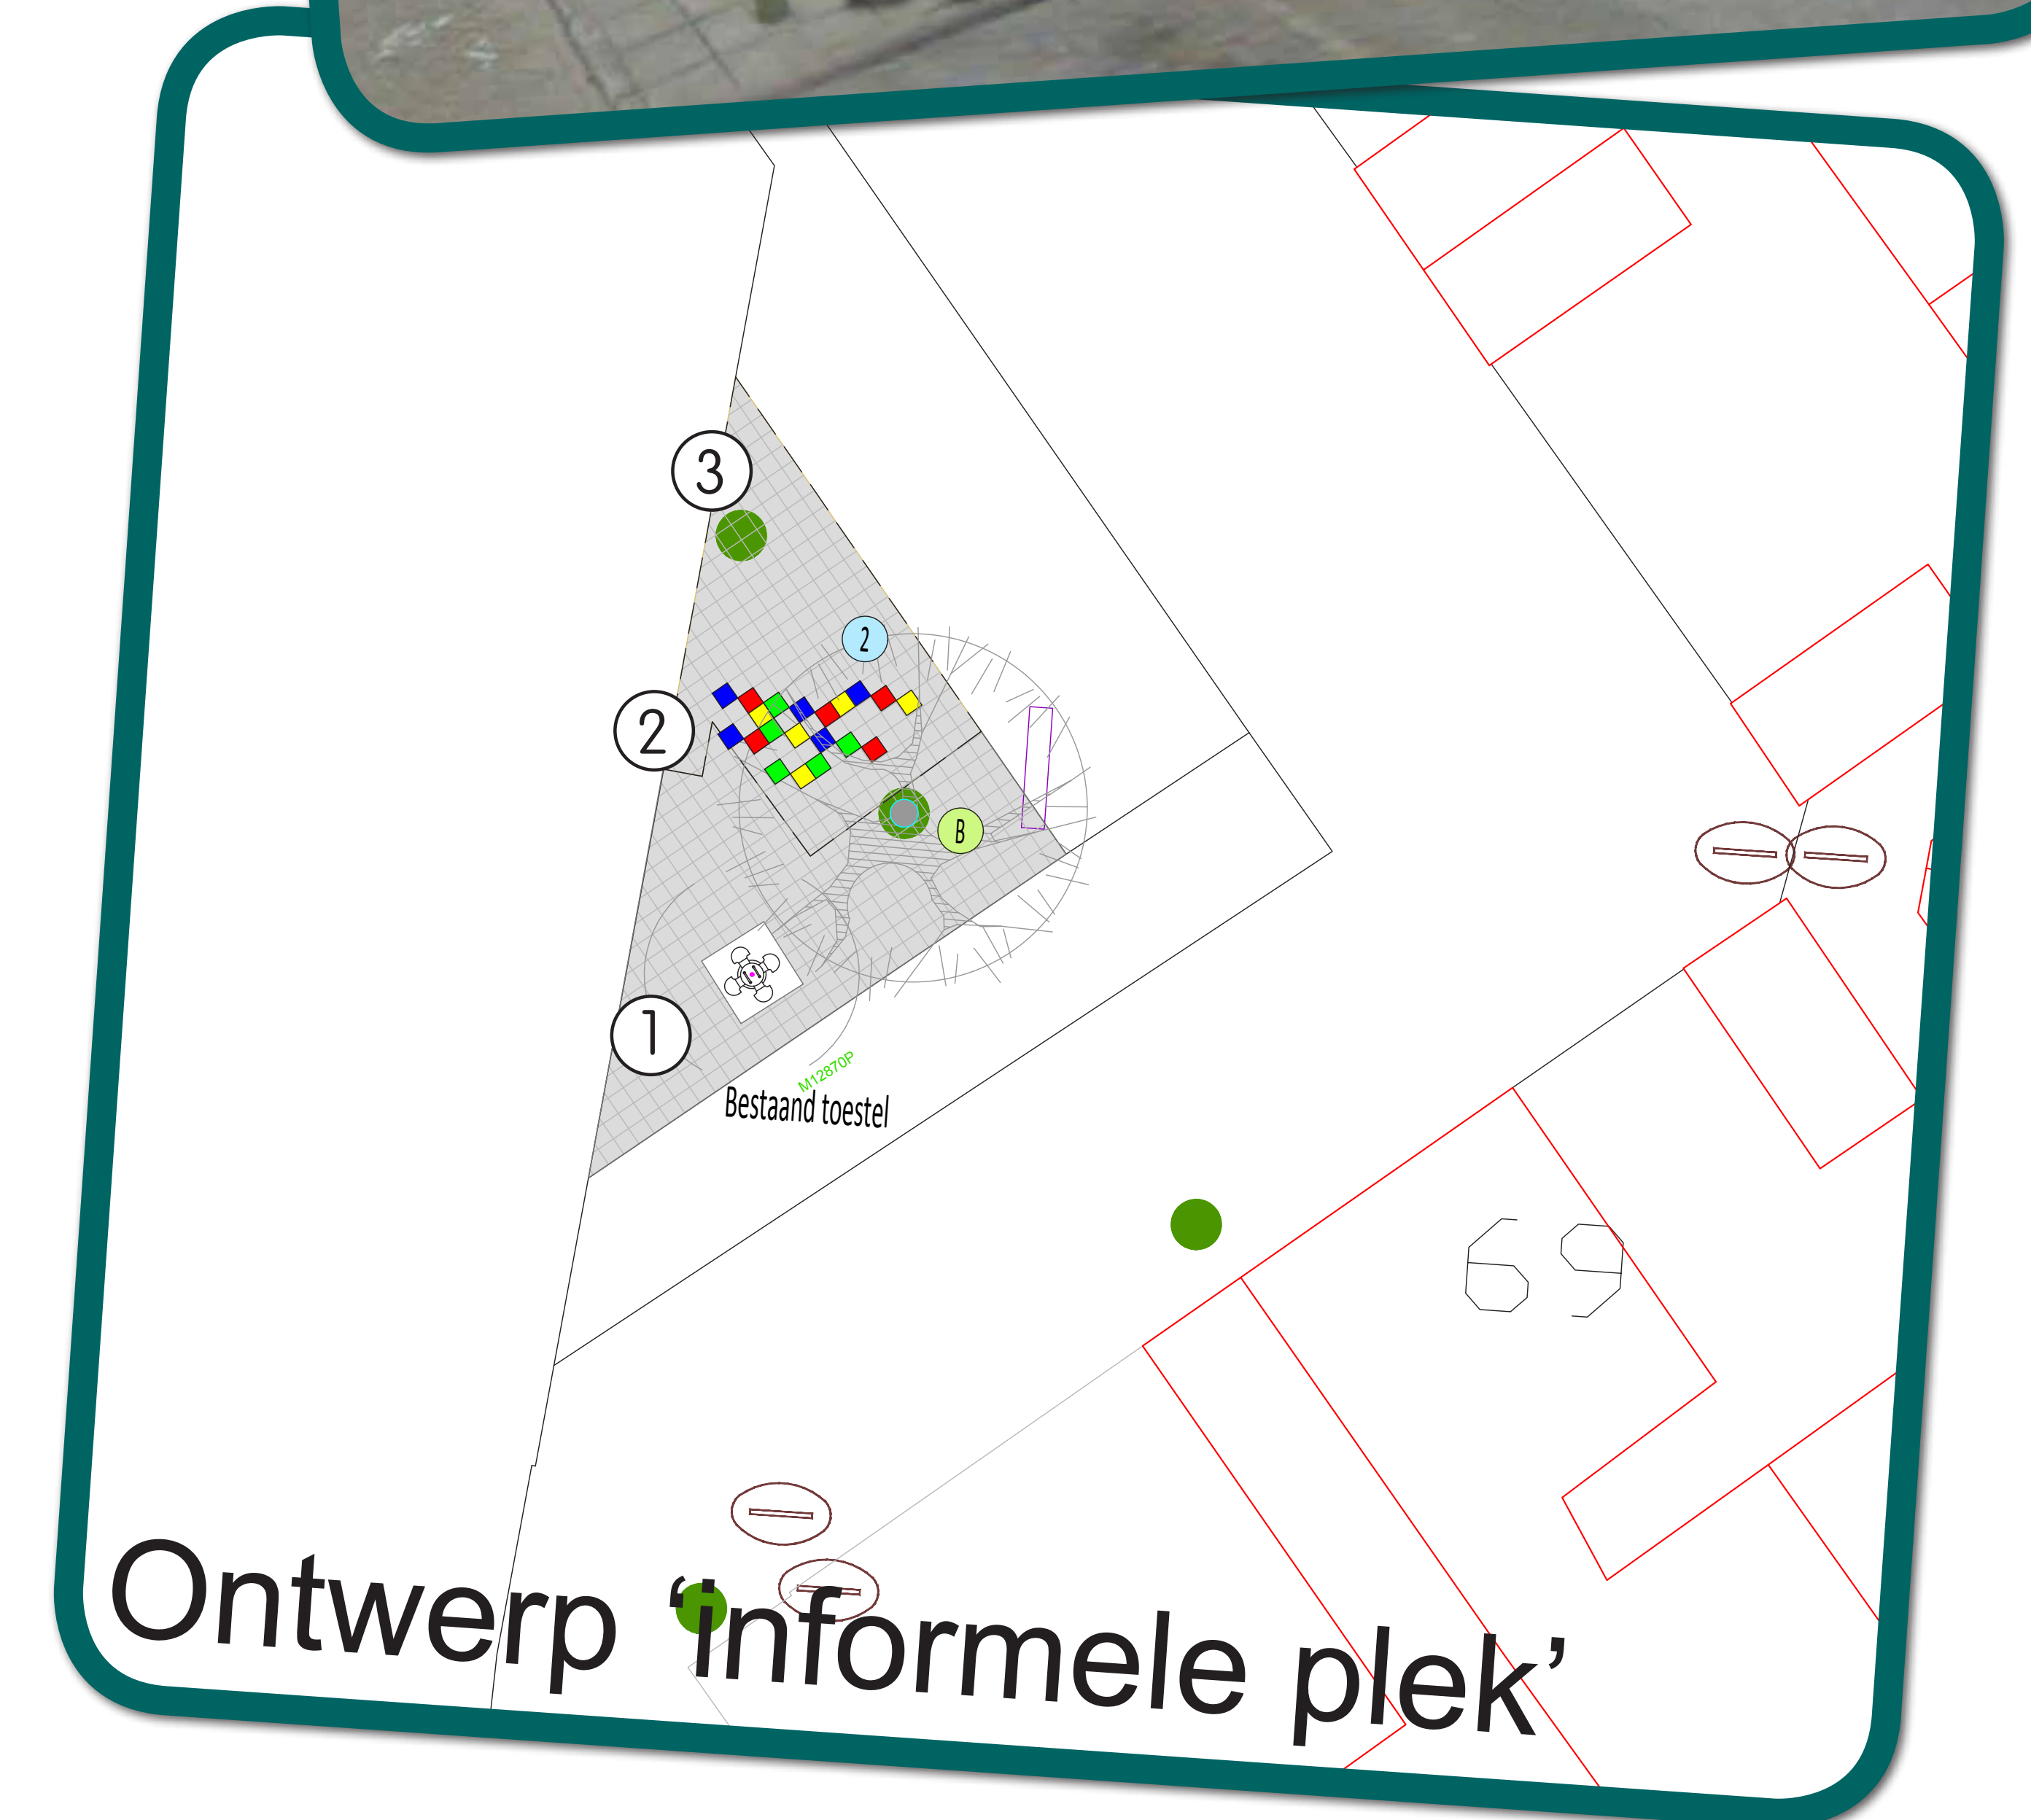 3
2
2
B
1
M12870P
Bestaand toestel
69
Ontwerp ‘informele plek’